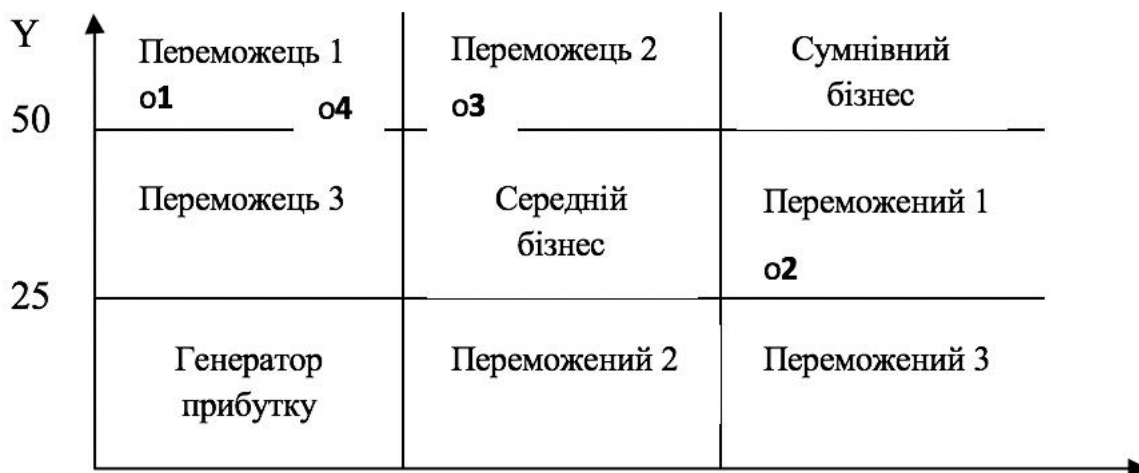 Y
Переможець 1
Переможець 2
Сумнівний
бізнес
o1
o4
o3
50
Переможець 3
Середній
бізнес
Переможений 1
o2
25
Генератор
прибутку
Переможений 2
Переможений 3